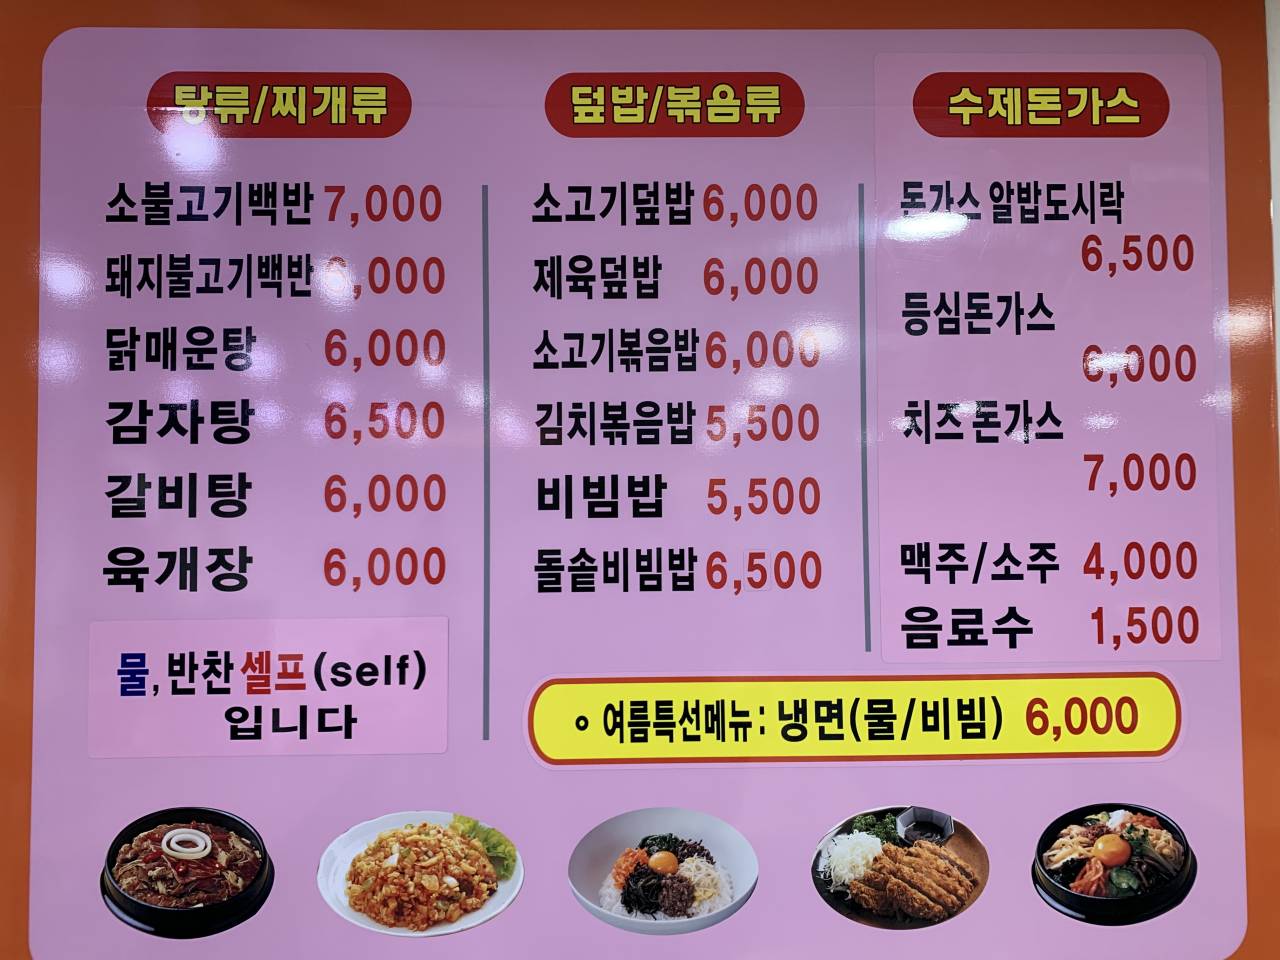 탕류/찌개류
소불고기백반 7,000
돼지불고기백반 6,000
닭매운탕 6,000
감자탕 6,500
갈비탕 6,000
육개장 6,000
물, 반찬 셀프(self)
입니다
덮밥/볶음류
소고기덮밥 6,000
제육덮밥 6,000
소고기볶음밥 6,000
김치볶음밥 5,500
비빔밥 5,500
돌솥비빔밥 6,500
수제돈가스
돈가스 알밥도시락
6,500
등심돈가스
6,000
치즈 돈가스
7,000
맥주/소주 4,000
음료수 1,500
여름특선메뉴: 냉면(물/비빔) 6,000